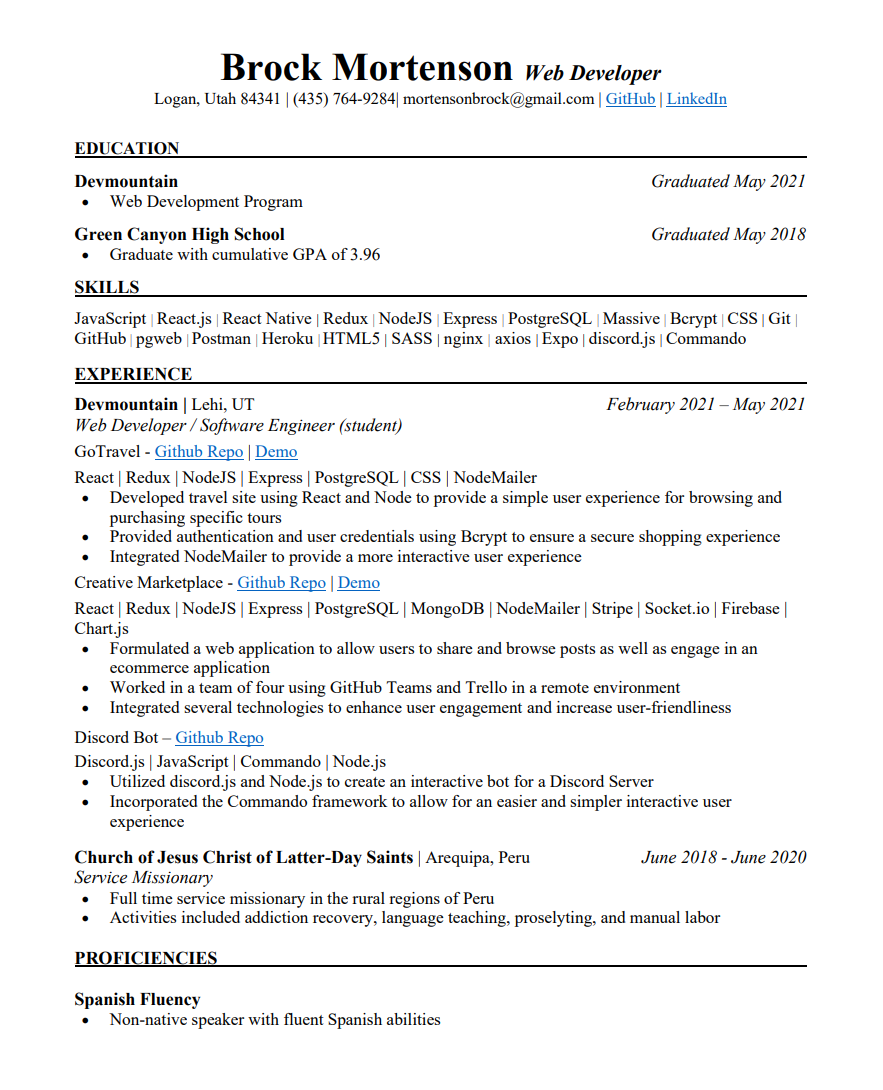 Brock Mortenson Web Developer
Logan, Utah 84341 | (435) 764-9284| mortensonbrock@gmail.com | GitHub | LinkedIn
EDUCATION
Devmountain Graduated May 2021
• Web Development Program
Green Canyon High School Graduated May 2018
• Graduate with cumulative GPA of 3.96
SKILLS
JavaScript | React.js | React Native | Redux | NodeJS | Express | PostgreSQL | Massive | Bcrypt | CSS | Git |
GitHub | pgweb | Postman | Heroku | HTML5 | SASS | nginx | axios | Expo | discord.js | Commando
EXPERIENCE
Devmountain | Lehi, UT February 2021 – May 2021
Web Developer / Software Engineer (student)
GoTravel - Github Repo | Demo
React | Redux | NodeJS | Express | PostgreSQL | CSS | NodeMailer
• Developed travel site using React and Node to provide a simple user experience for browsing and
purchasing specific tours
• Provided authentication and user credentials using Bcrypt to ensure a secure shopping experience
• Integrated NodeMailer to provide a more interactive user experience
Creative Marketplace - Github Repo | Demo
React | Redux | NodeJS | Express | PostgreSQL | MongoDB | NodeMailer | Stripe | Socket.io | Firebase |
Chart.js
• Formulated a web application to allow users to share and browse posts as well as engage in an
ecommerce application
• Worked in a team of four using GitHub Teams and Trello in a remote environment
• Integrated several technologies to enhance user engagement and increase user-friendliness
Discord Bot – Github Repo
Discord.js | JavaScript | Commando | Node.js
• Utilized discord.js and Node.js to create an interactive bot for a Discord Server
• Incorporated the Commando framework to allow for an easier and simpler interactive user
experience
Church of Jesus Christ of Latter-Day Saints | Arequipa, Peru June 2018 - June 2020
Service Missionary
• Full time service missionary in the rural regions of Peru
• Activities included addiction recovery, language teaching, proselyting, and manual labor
PROFICIENCIES
Spanish Fluency
• Non-native speaker with fluent Spanish abilities